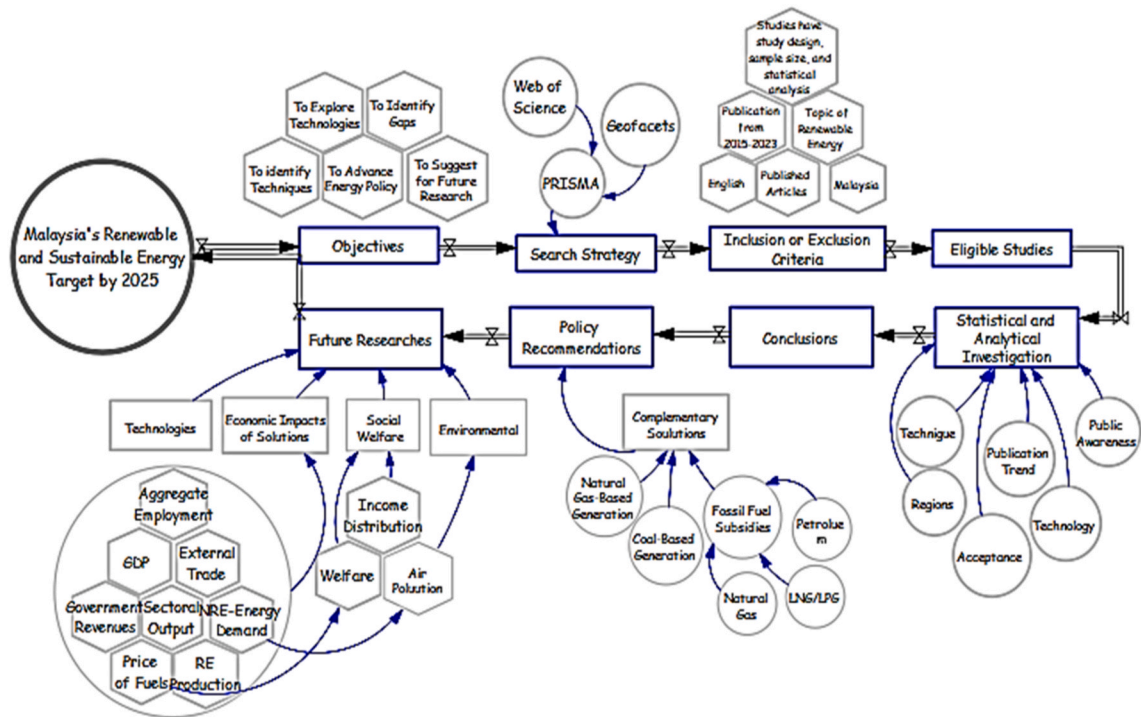 Studies have
study design,
sample size, and
statistical
analysis
Web of
Science
To Explore
Technologies
To Identify
Gaps
Geofacets
Publication
from
2015-2023
Topic of
Renewable
Energy
To identify
Techniques
To Advance
Energy Policy
To Suggest
for Future
Research
PRISMA
English
Published
Articles
Malaysia
Malaysia's Renewable
and Sustainable Energy
Target by 2025
Objectives
Search Strategy
Inclusion or Exclusion
Criteria
Eligible Studies
Future Researches
Policy
Recommendations
Conclusions
Statistical and
Analytical
Investigation
Technologies
Economic Impacts
of Solutions
Social
Welfare
Environmental
Complementary
Soulutions
Technigue
Publication
Trend
Public
Awareness
Regions
Acceptance
Technology
Natural
Gas-Based
Generation
Coal-Based
Generation
Fossil Fuel
Subsidies
Petroluer
m
Natural
Gas
LNG/LPG
Aggregate
Employment
Income
Distribution
GDP
External
Trade
Welfare
Air
Poluution
Government
Revenues
Sectoral
Output
NRE-Energy
Demand
Price
of Fuels
RE
Production